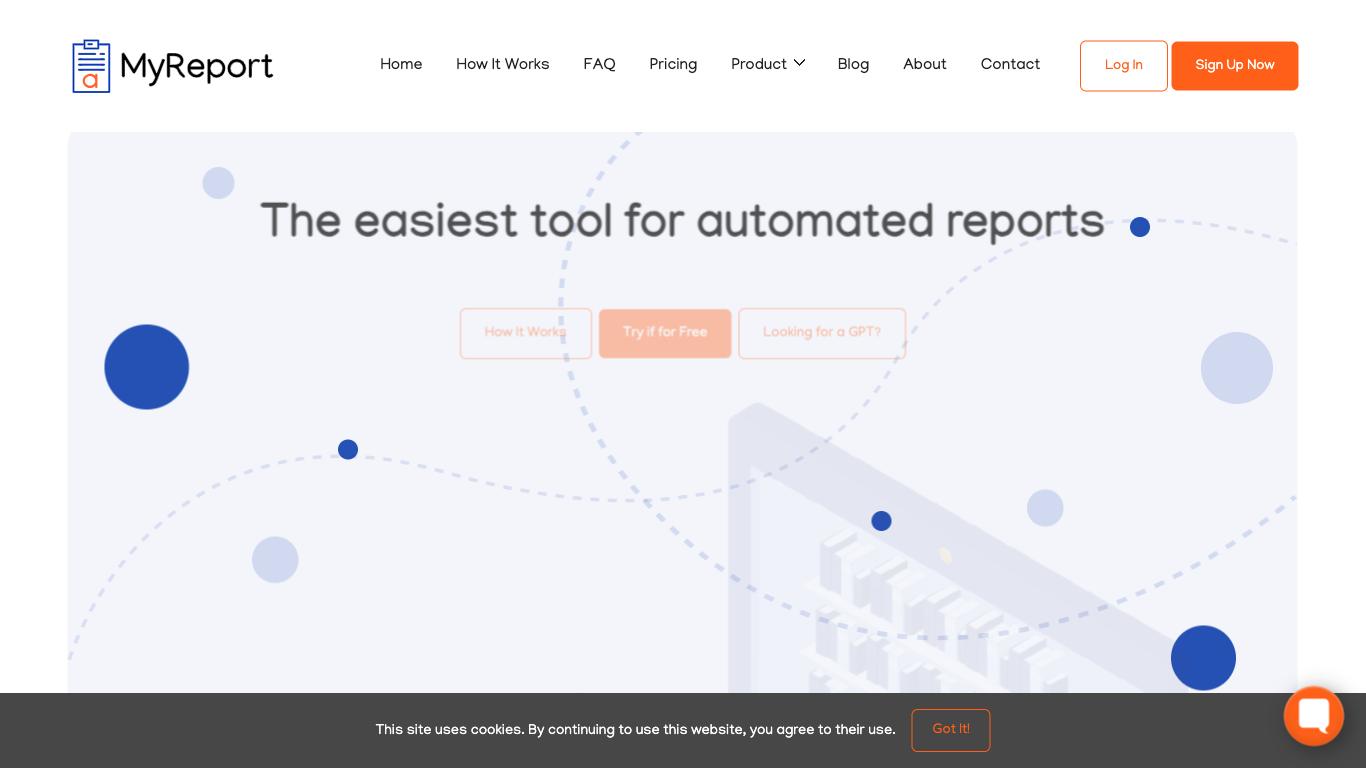 MyReport
Home
How It Works
FAQ
Pricing
Product
Blog
About
Contact
Log In
Sign Up Now
The easiest tool for automated reports
How It Works
Try if for Free
Looking for a GPT?
This site uses cookies. By continuing to use this website, you agree to their use.
Got It!